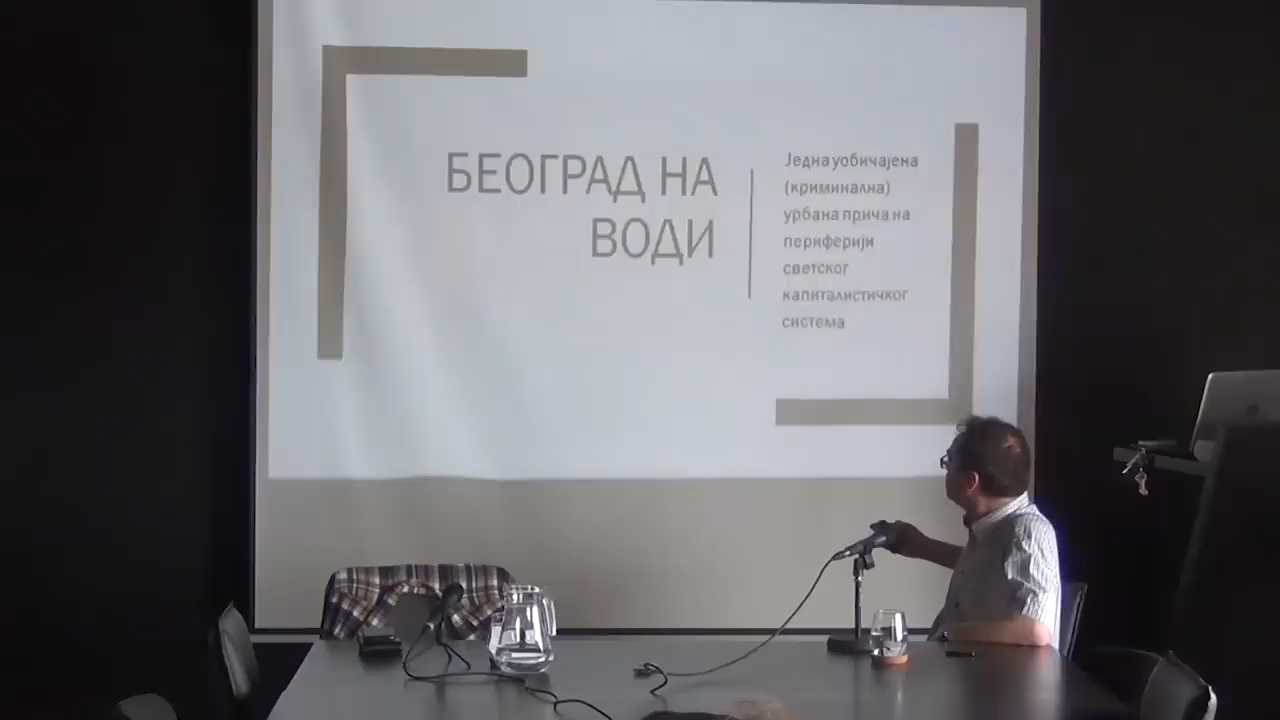 БЕОГРАД НА
ВОДИ
Једна уобичајена
(криминална)
урбана прича на
периферији
светског
капиталистичког
система